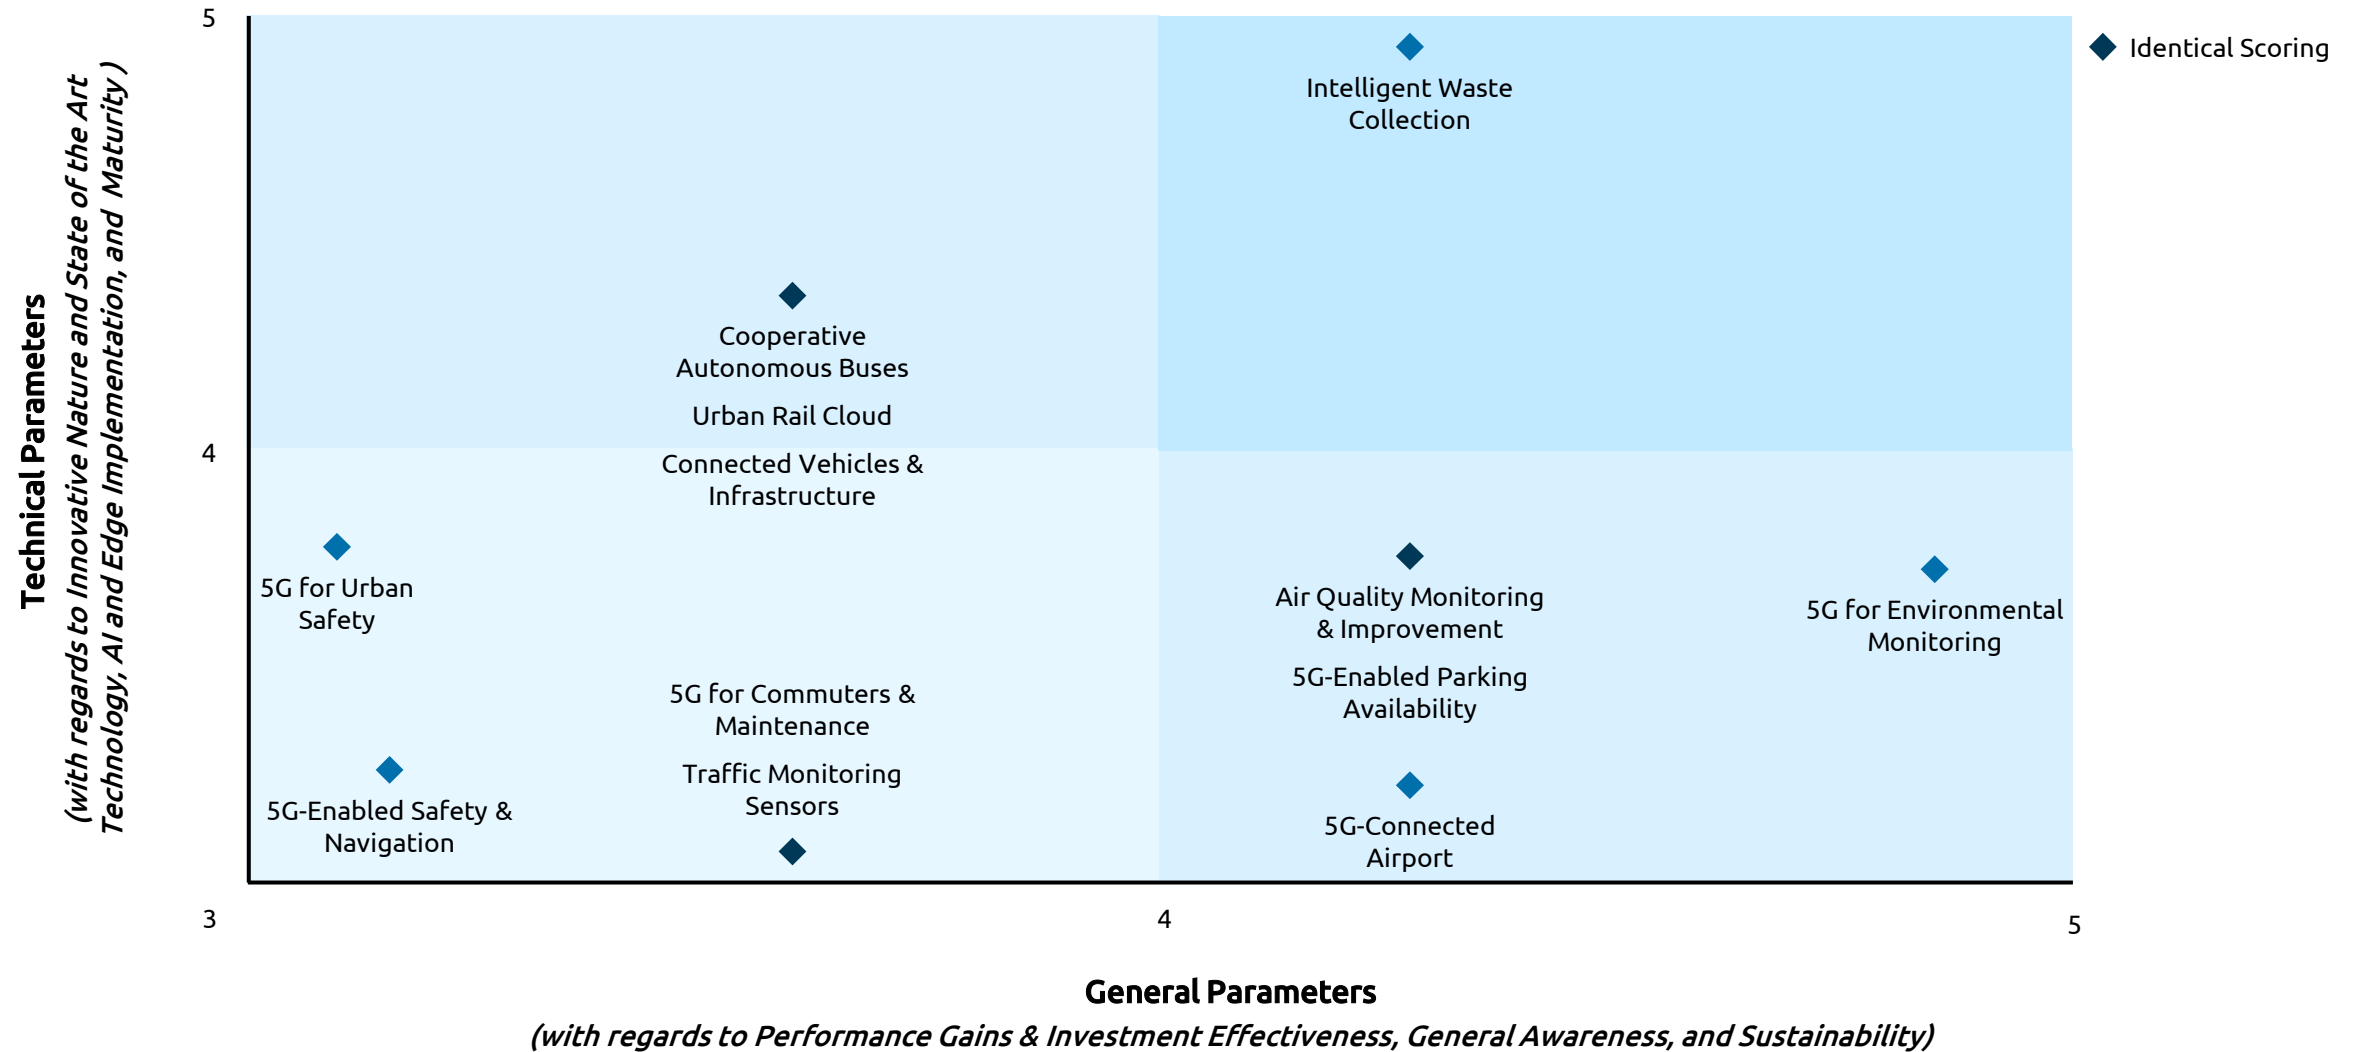 5
Identical Scoring
Intelligent Waste
Collection
Technical Parameters
(with regards to Innovative Nature and State of the Art
Technology, AI and Edge Implementation, and Maturity )
Cooperative
Autonomous Buses
Urban Rail Cloud
4
Connected Vehicles &
Infrastructure
5G for Urban
Safety
Air Quality Monitoring
& Improvement
5G for Environmental
Monitoring
5G-Enabled Parking
Availability
5G for Commuters &
Maintenance
Traffic Monitoring
Sensors
5G-Enabled Safety &
Navigation
5G-Connected
Airport
3
4
5
General Parameters
(with regards to Performance Gains & Investment Effectiveness, General Awareness, and Sustainability)